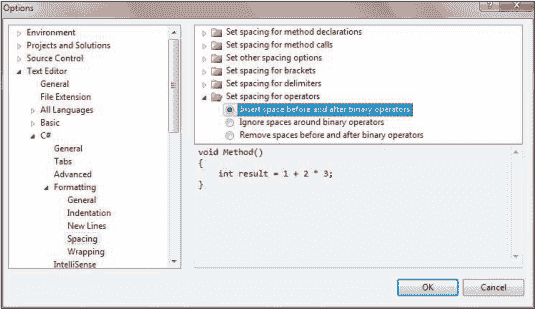 Options
Environment
Projects and Solutions
Source Control
Text Editor
General
File Extension
All Languages
Basic
C#
General
Tabs
Advanced
Formatting
General
Indentation
New Lines
Spacing
Wrapping
IntelliSense
Set spacing for method declarations
Set spacing for method calls
Set other spacing options
Set spacing for brackets
Set spacing for delimiters
Set spacing for operators
Insert space before and after binary operators
Ignore spaces around binary operators
Remove spaces before and after binary operators
void Method()
{
int result = 1 + 2 * 3;
}
OK
Cancel